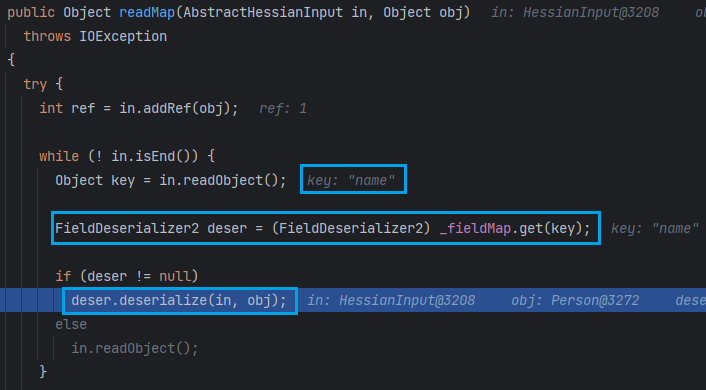 public Object readMap(AbstractHessianInput in, Object obj)   in: HessianInput@3208   ob
throws IOException
{
try {
int ref = in.addRef(obj);   ref: 1
while (! in.isEnd()) {
Object key = in.readObject();   key: "name"
FieldDeserializer2 deser = (FieldDeserializer2) _fieldMap.get(key);   key: "name"
if (deser != null)
deser.deserialize(in, obj);   in: HessianInput@3208   obj: Person@3272   dese
else
in.readObject();
}